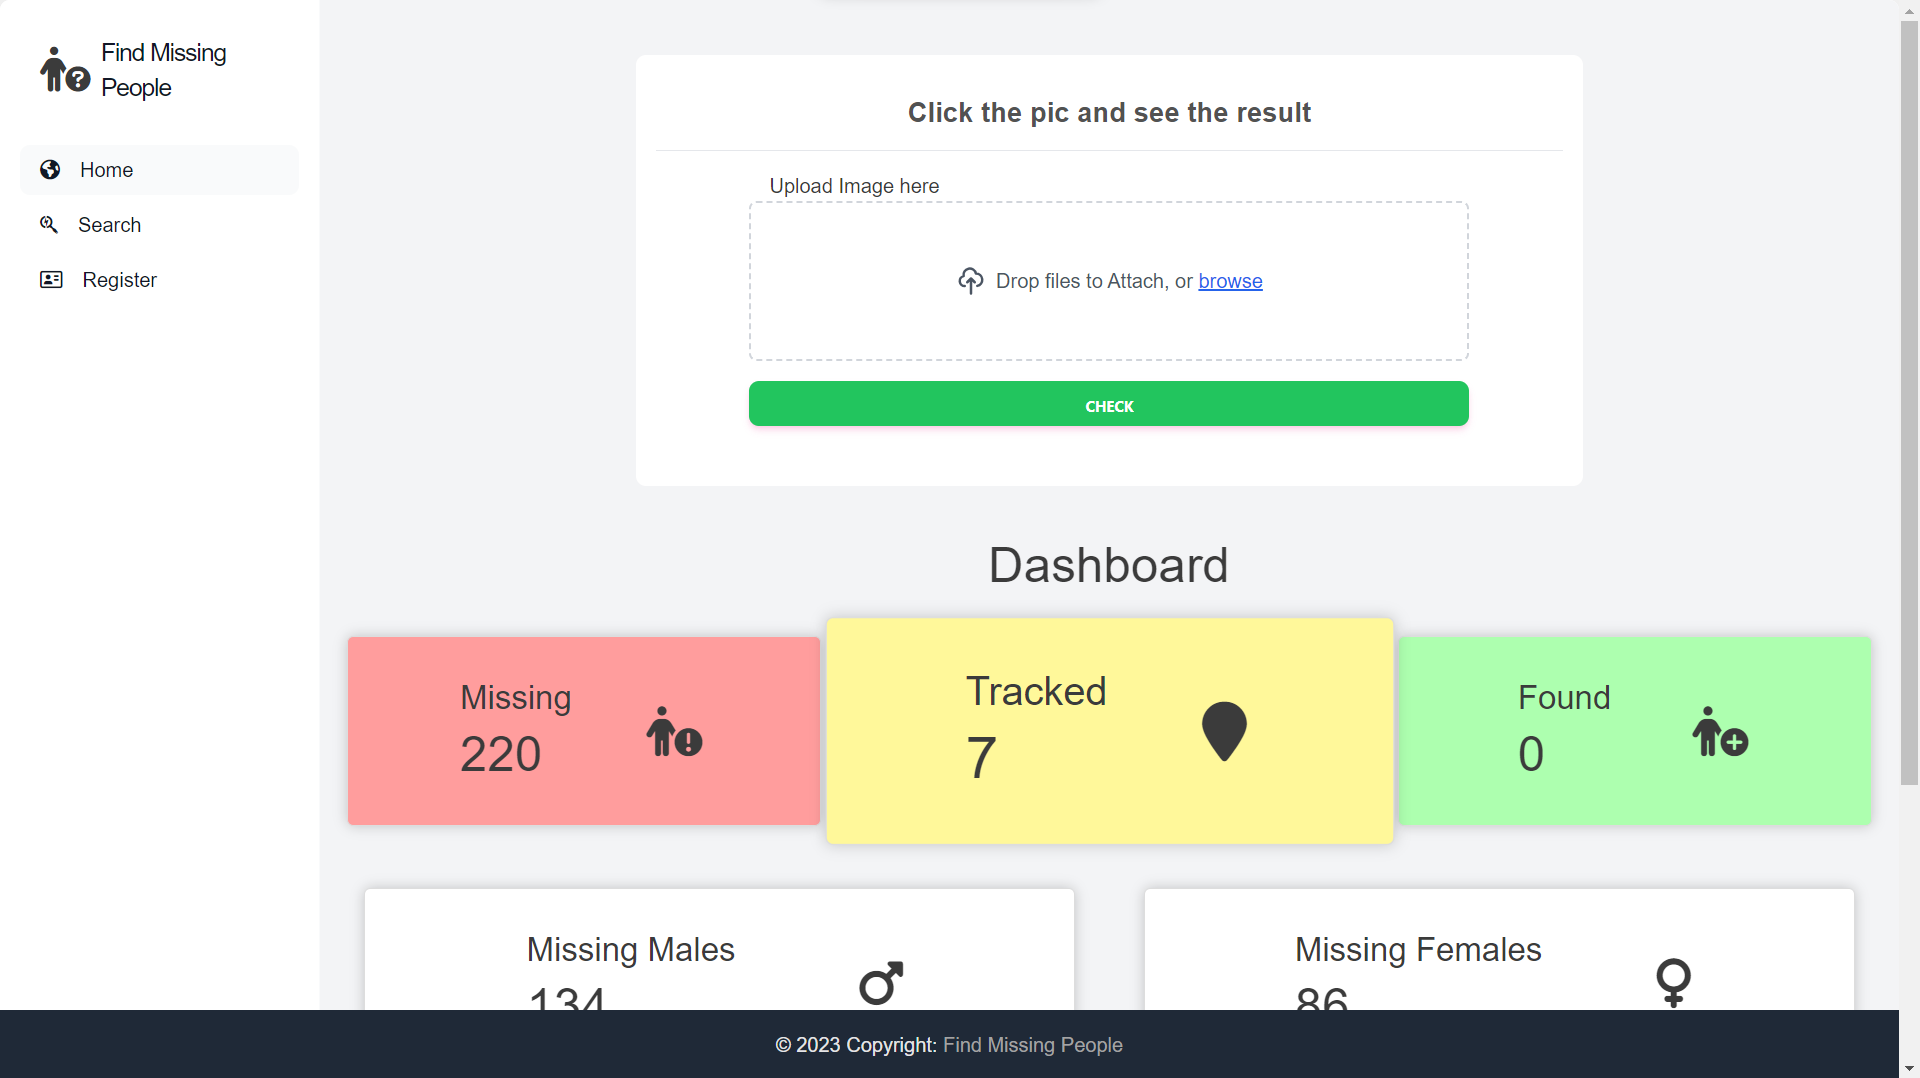 Find Missing
People
Home
Search
Register
Click the pic and see the result
Upload Image here
Drop files to Attach, or browse
CHECK
Dashboard
Missing
220
Tracked
7
Found
0
Missing Males
134
Missing Females
86
© 2023 Copyright: Find Missing People